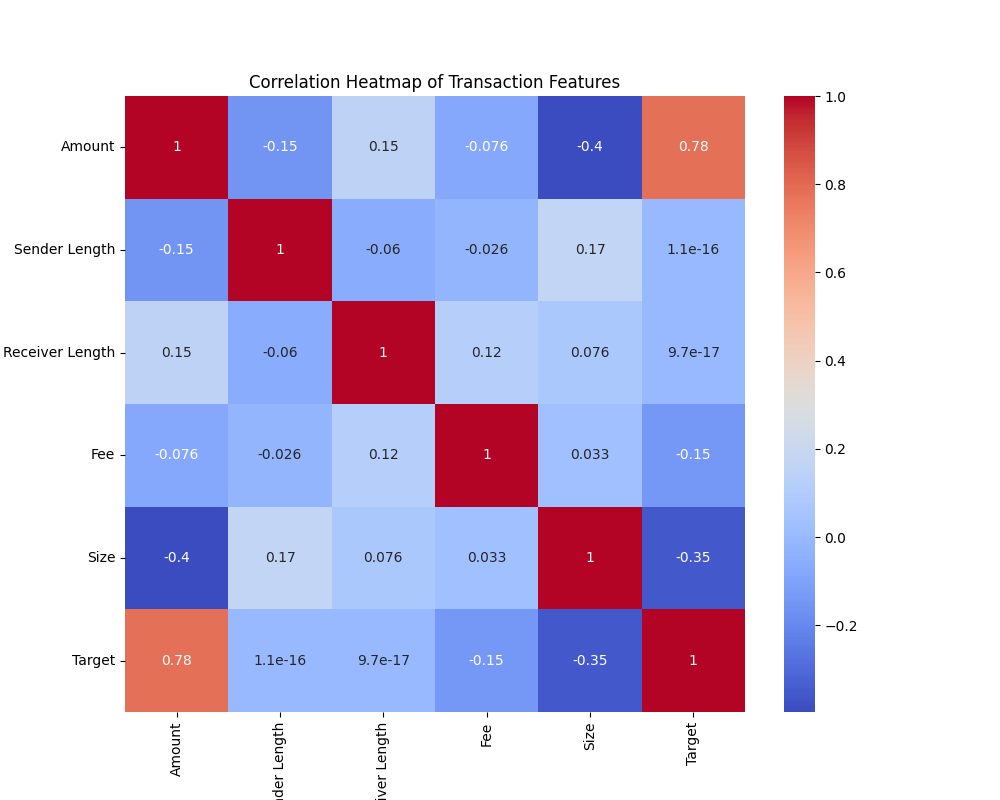 Correlation Heatmap of Transaction Features
Amount 1 -0.15 0.15 -0.076 -0.4 0.78
Sender Length -0.15 1 -0.06 -0.026 0.17 1.1e-16
Receiver Length 0.15 -0.06 1 0.12 0.076 9.7e-17
Fee -0.076 -0.026 0.12 1 0.033 -0.15
Size -0.4 0.17 0.076 0.033 1 -0.35
Target 0.78 1.1e-16 9.7e-17 -0.15 -0.35 1
Amount
nder Length
iver Length
Fee
Size
Target
1.0
0.8
0.6
0.4
0.2
0.0
−0.2